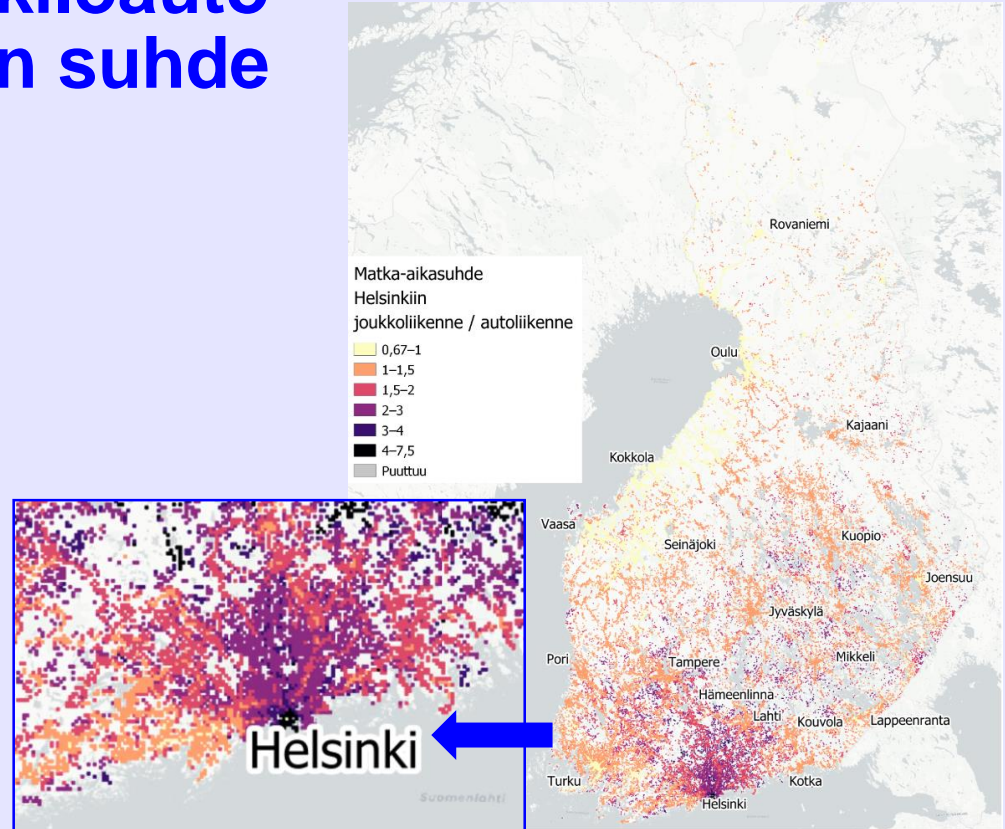 n suhde
Matka-aikasuhde
Helsinkiin
joukkoliikenne / autoliikenne
0,67–1
1–1,5
1,5–2
2–3
3–4
4–7,5
Puuttuu
Rovaniemi
Oulu
Kajaani
Kokkola
Vaasa
Seinäjoki
Kuopio
Joensuu
Jyväskylä
Pori
Tampere
Mikkeli
Hämeenlinna
Lahti
Kouvola
Lappeenranta
Turku
Kotka
Helsinki
Helsinki
Suomenlahti